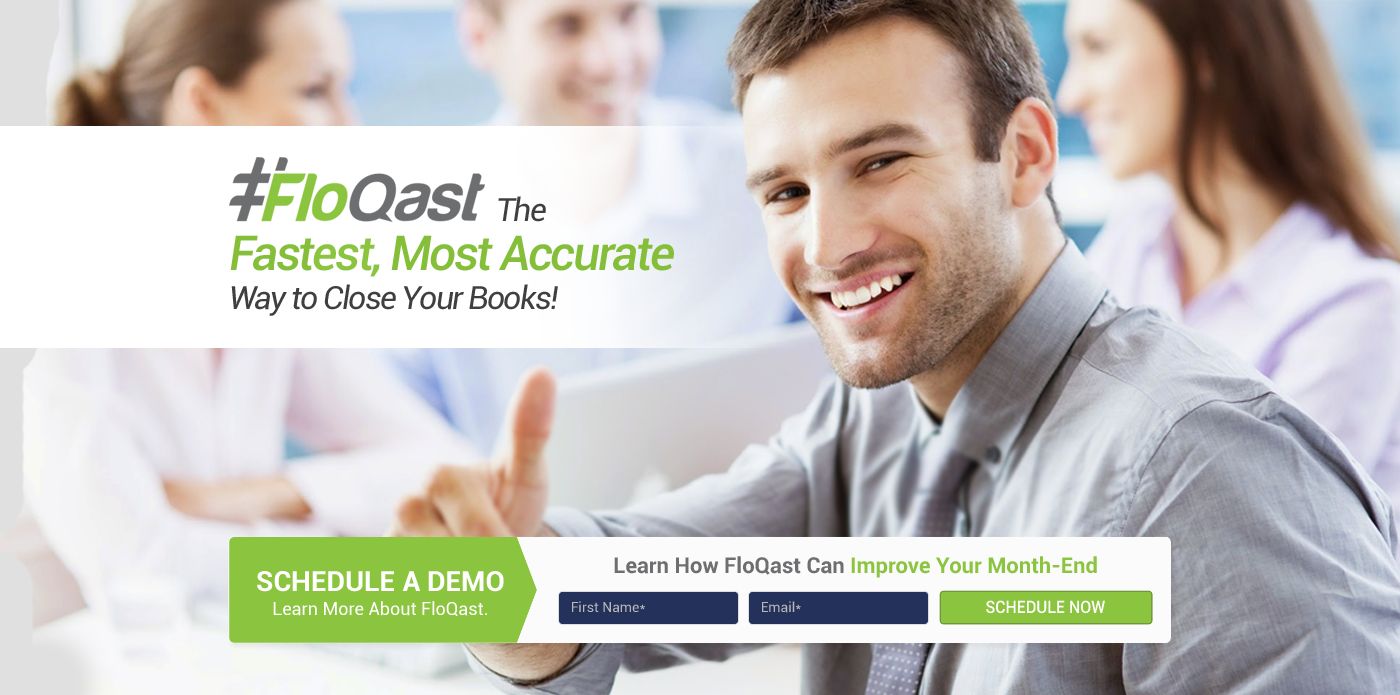 #FloQast The
Fastest, Most Accurate
Way to Close Your Books!
SCHEDULE A DEMO
Learn More About FloQast.
Learn How FloQast Can Improve Your Month-End
First Name*
Email*
SCHEDULE NOW